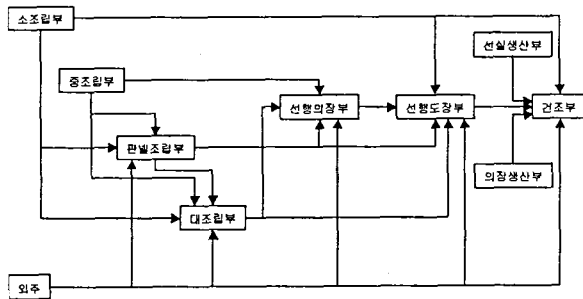 소조립부
선실생산부
중조립부
선행의장부
선행도장부
건조부
판넬조립부
의장생산부
대조립부
외주